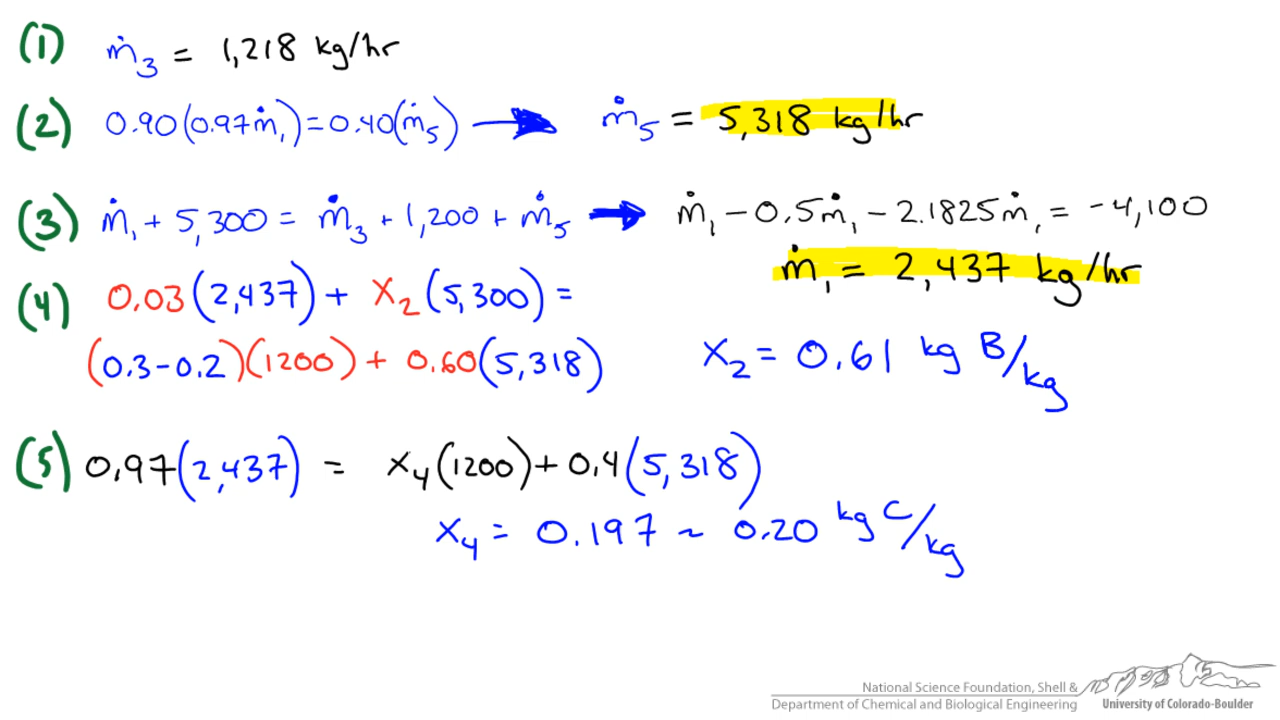 (1) ṁ₃ = 1,218 kg/hr
(2) 0.90(0.97ṁ₁)=0.40(ṁ₅) → ṁ₅ = 5,318 kg/hr
(3) ṁ₁ + 5,300 = ṁ₃ + 1,200 + ṁ₅ → ṁ₁ - 0.5ṁ₁ - 2.1825ṁ₁ = -4,100
ṁ₁ = 2,437 kg/hr
(4) 0.03(2,437) + x₂(5,300) =
(0.3-0.2)(1200) + 0.60(5,318) x₂ = 0.61 kg B/kg
(5) 0.97(2,437) = x₄(1200) + 0.4(5,318)
x₄ = 0.197 ~ 0.20 kg C/kg
National Science Foundation, Shell &
Department of Chemical and Biological Engineering University of Colorado-Boulder